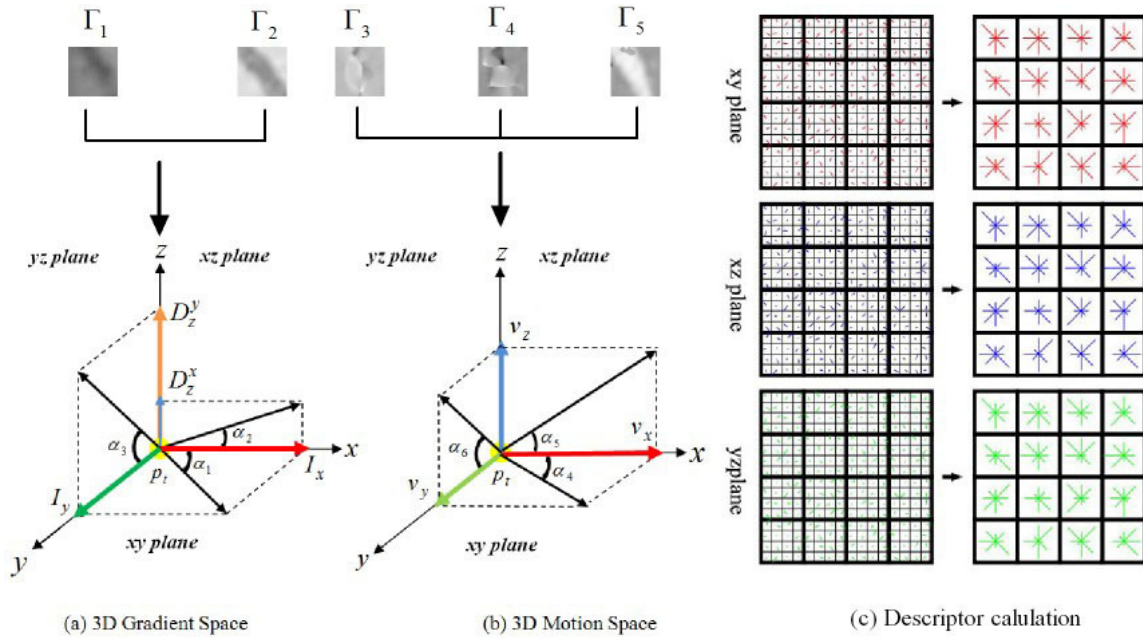 Γ₁ Γ₂ Γ₃ Γ₄ Γ₅
yz plane
z
xz plane
D_z^y
D_z^x
α₃
α₂
α₁
p_t
I_x
x
I_y
y
xy plane
(a) 3D Gradient Space
yz plane
z
xz plane
v_z
α₆
α₅
α₄
p_t
v_x
x
v_y
y
xy plane
(b) 3D Motion Space
xy plane
xz plane
yzplane
(c) Descriptor calulation